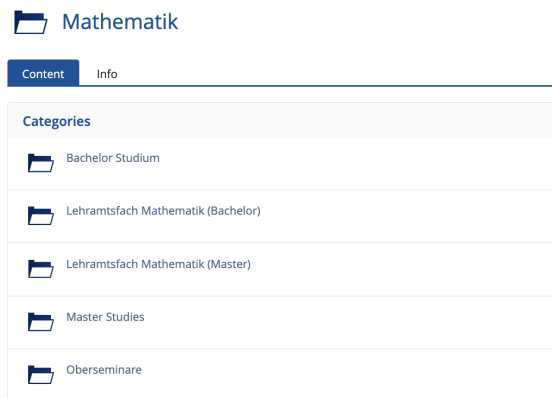 Mathematik
Content Info
Categories
Bachelor Studium
Lehramtsfach Mathematik (Bachelor)
Lehramtsfach Mathematik (Master)
Master Studies
Oberseminare